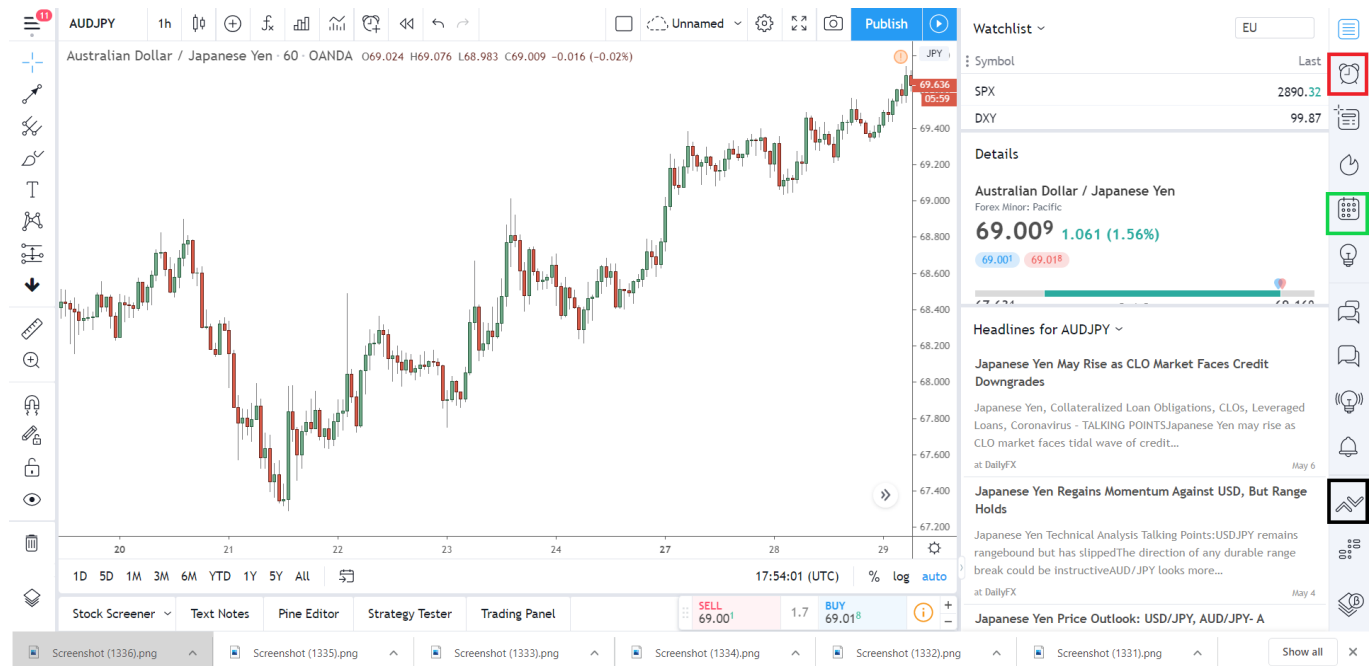 11
AUDJPY
1h
Unnamed
Publish
Australian Dollar / Japanese Yen · 60 · OANDA O69.024 H69.076 L68.983 C69.009 -0.016 (-0.02%)
JPY
69.636
05:59
69.400
69.200
69.000
68.800
68.600
68.400
68.200
68.000
67.800
67.600
67.400
67.200
20 21 22 23 24 27 28 29
1D 5D 1M 3M 6M YTD 1Y 5Y All
17:54:01 (UTC) % log auto
Stock Screener Text Notes Pine Editor Strategy Tester Trading Panel
SELL
69.00¹
1.7
BUY
69.01⁸
Watchlist
EU
Symbol Last
SPX 2890.32
DXY 99.87
Details
Australian Dollar / Japanese Yen
Forex Minor: Pacific
69.00⁹ 1.061 (1.56%)
69.00¹ 69.01⁸
Headlines for AUDJPY
Japanese Yen May Rise as CLO Market Faces Credit
Downgrades
Japanese Yen, Collateralized Loan Obligations, CLOs, Leveraged
Loans, Coronavirus - TALKING POINTSJapanese Yen may rise as
CLO market faces tidal wave of credit...
at DailyFX May 6
Japanese Yen Regains Momentum Against USD, But Range
Holds
Japanese Yen Technical Analysis Talking Points:USDJPY remains
rangebound but has slippedThe direction of any durable range
break could be instructiveAUD/JPY looks more...
at DailyFX May 4
Japanese Yen Price Outlook: USD/JPY, AUD/JPY- A
Screenshot (1336).png
Screenshot (1335).png
Screenshot (1333).png
Screenshot (1334).png
Screenshot (1332).png
Screenshot (1331).png
Show all